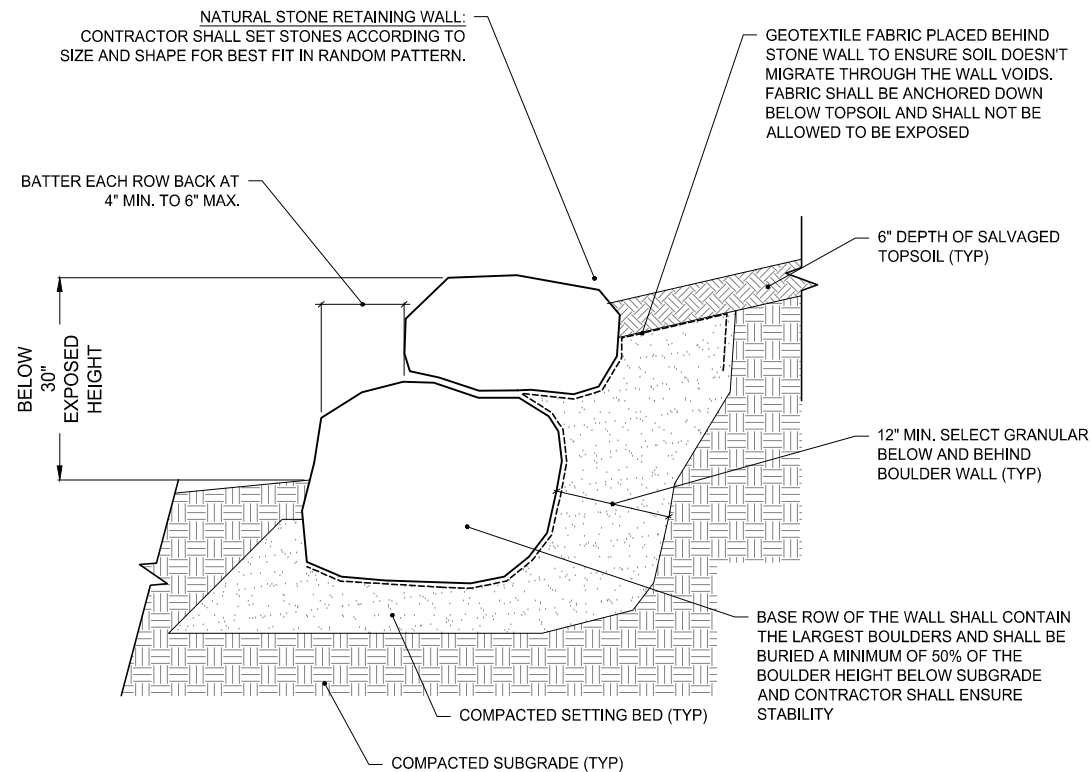 NATURAL STONE RETAINING WALL:
CONTRACTOR SHALL SET STONES ACCORDING TO
SIZE AND SHAPE FOR BEST FIT IN RANDOM PATTERN.
GEOTEXTILE FABRIC PLACED BEHIND
STONE WALL TO ENSURE SOIL DOESN'T
MIGRATE THROUGH THE WALL VOIDS.
FABRIC SHALL BE ANCHORED DOWN
BELOW TOPSOIL AND SHALL NOT BE
ALLOWED TO BE EXPOSED
BATTER EACH ROW BACK AT
4" MIN. TO 6" MAX.
6" DEPTH OF SALVAGED
TOPSOIL (TYP)
BELOW
30"
EXPOSED
HEIGHT
12" MIN. SELECT GRANULAR
BELOW AND BEHIND
BOULDER WALL (TYP)
BASE ROW OF THE WALL SHALL CONTAIN
THE LARGEST BOULDERS AND SHALL BE
BURIED A MINIMUM OF 50% OF THE
BOULDER HEIGHT BELOW SUBGRADE
AND CONTRACTOR SHALL ENSURE
STABILITY
COMPACTED SETTING BED (TYP)
COMPACTED SUBGRADE (TYP)